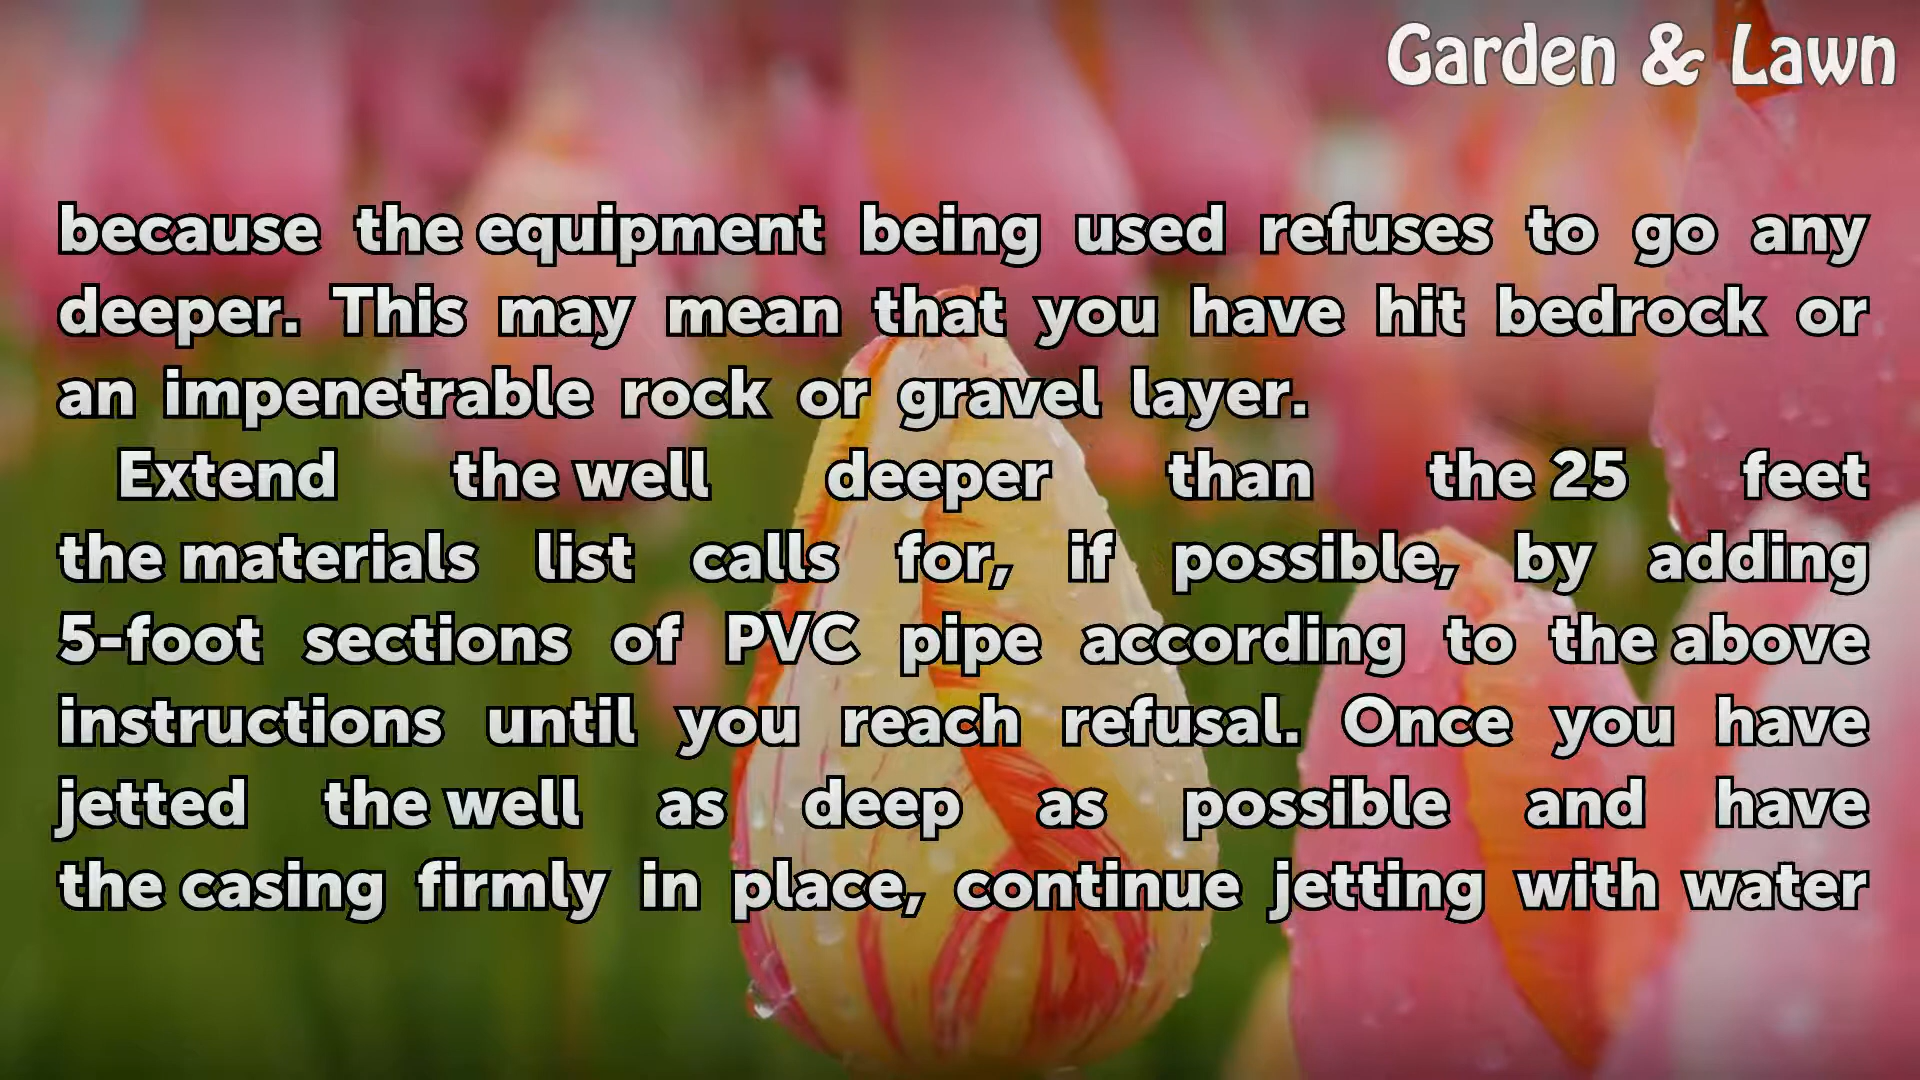 Garden & Lawn
because the equipment being used refuses to go any
deeper. This may mean that you have hit bedrock or
an impenetrable rock or gravel layer.
Extend the well deeper than the 25 feet
the materials list calls for, if possible, by adding
5-foot sections of PVC pipe according to the above
instructions until you reach refusal. Once you have
jetted the well as deep as possible and have
the casing firmly in place, continue jetting with water